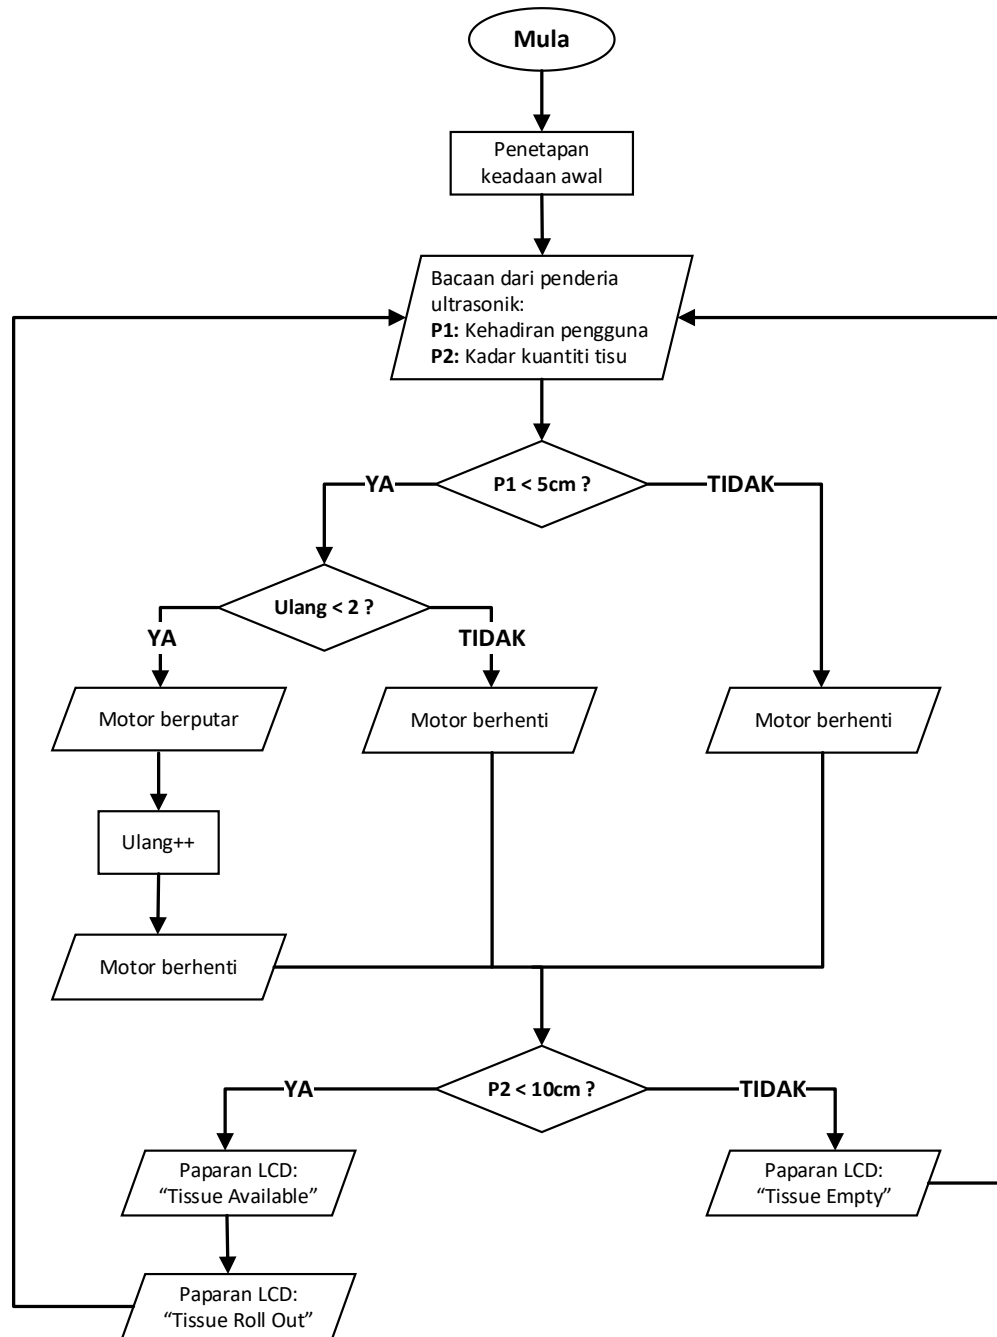 Mula
Penetapan
keadaan awal
Bacaan dari penderia
ultrasonik:
P1: Kehadiran pengguna
P2: Kadar kuantiti tisu
P1 < 5cm ?
YA
TIDAK
Ulang < 2 ?
YA
TIDAK
Motor berputar
Motor berhenti
Motor berhenti
Ulang++
Motor berhenti
P2 < 10cm ?
YA
TIDAK
Paparan LCD:
“Tissue Available”
Paparan LCD:
“Tissue Empty”
Paparan LCD:
“Tissue Roll Out”